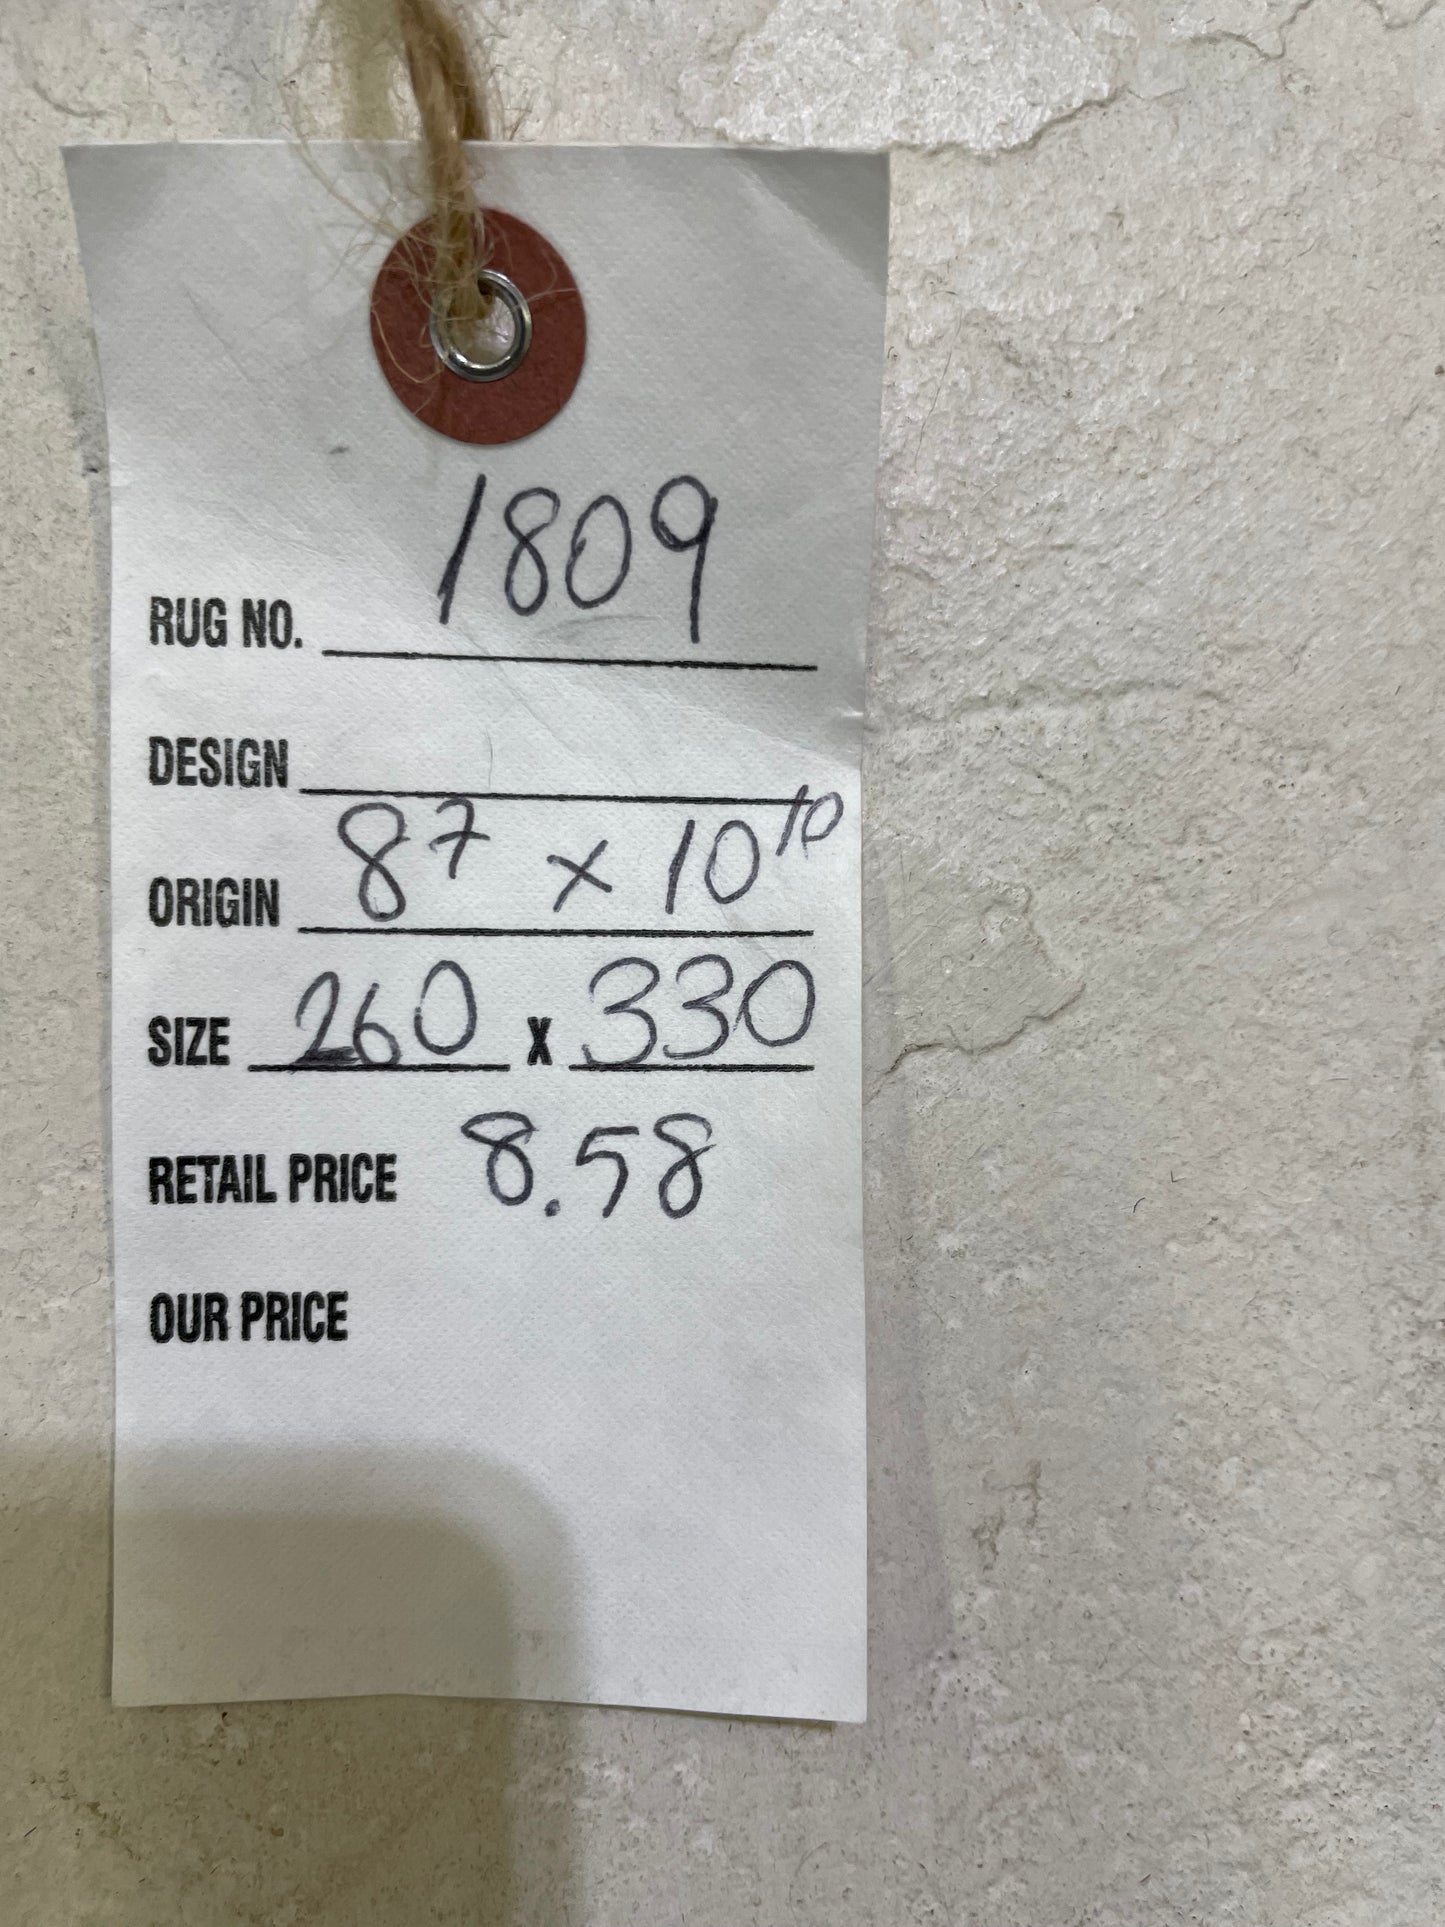 RUG NO. 1809
DESIGN
ORIGIN 8⁷ x 10¹⁰
SIZE 260 X 330
RETAIL PRICE 8.58
OUR PRICE